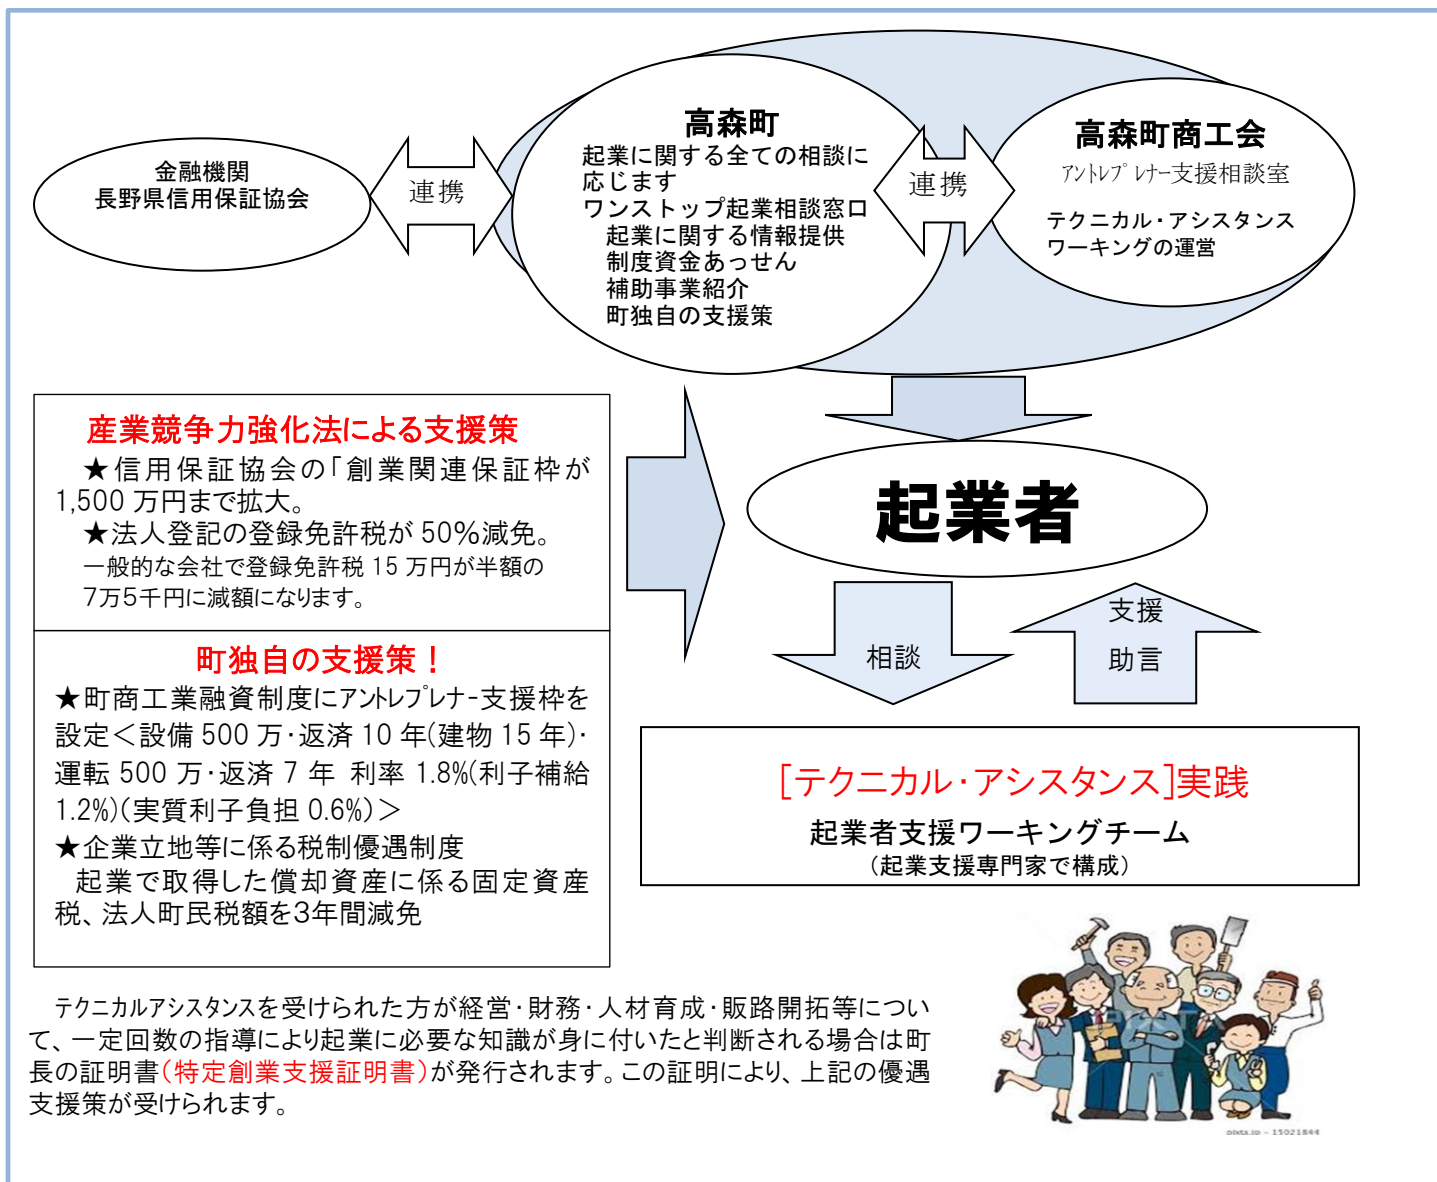 金融機関
長野県信用保証協会
連携
高森町
起業に関する全ての相談に
応じます
ワンストップ起業相談窓口
起業に関する情報提供
制度資金あっせん
補助事業紹介
町独自の支援策
連携
高森町商工会
ｱﾝﾄﾚﾌﾟﾚﾅｰ支援相談室
テクニカル・アシスタンス
ワーキングの運営
産業競争力強化法による支援策
★信用保証協会の「創業関連保証枠が
1,500 万円まで拡大。
★法人登記の登録免許税が 50%減免。
一般的な会社で登録免許税 15 万円が半額の
7万5千円に減額になります。
町独自の支援策！
★町商工業融資制度にｱﾝﾄﾚﾌﾟﾚﾅｰ支援枠を
設定＜設備 500 万･返済 10 年(建物 15 年)･
運転 500 万･返済 7 年 利率 1.8%(利子補給
1.2%)(実質利子負担 0.6%)＞
★企業立地等に係る税制優遇制度
起業で取得した償却資産に係る固定資産
税、法人町民税額を3年間減免
起業者
相談
支援
助言
[テクニカル・アシスタンス]実践
起業者支援ワーキングチーム
（起業支援専門家で構成）
テクニカルアシスタンスを受けられた方が経営･財務･人材育成･販路開拓等につい
て、一定回数の指導により起業に必要な知識が身に付いたと判断される場合は町
長の証明書(特定創業支援証明書)が発行されます。この証明により、上記の優遇
支援策が受けられます。
pixta.jp - 15021844